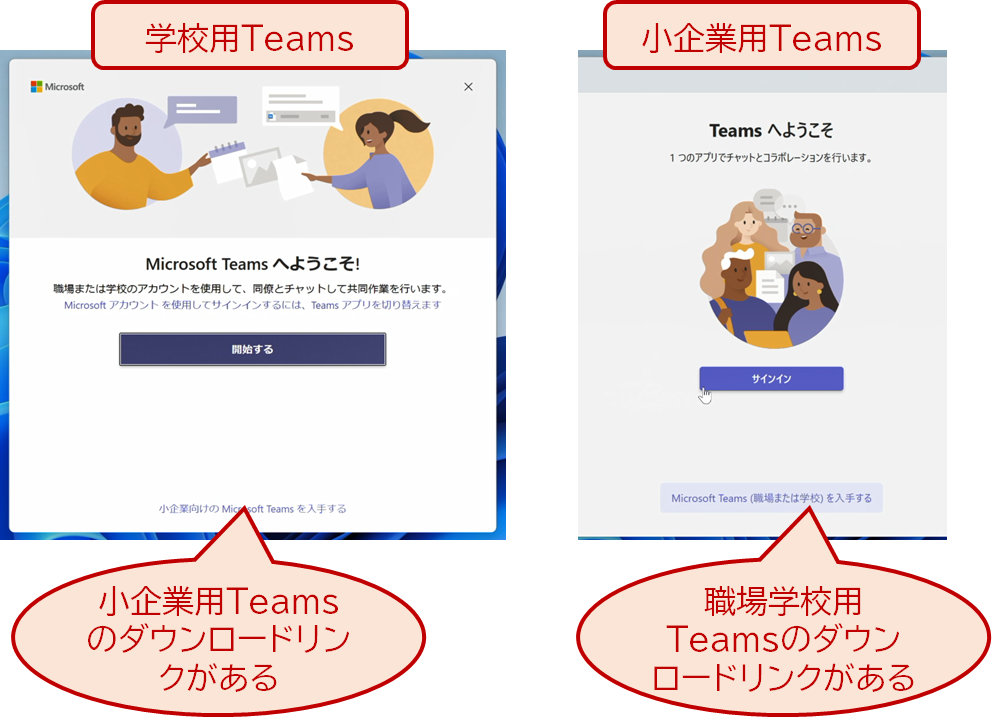 学校用Teams
Microsoft
Microsoft Teams へようこそ!
職場または学校のアカウントを使用して、同僚とチャットして共同作業を行います。
Microsoft アカウント を使用してサインインするには、Teams アプリを切り替えます
開始する
小企業向けの Microsoft Teams を入手する
小企業用Teams
のダウンロードリン
クがある
小企業用Teams
Teams へようこそ
1 つのアプリでチャットとコラボレーションを行います。
サインイン
Microsoft Teams (職場または学校) を入手する
職場学校用
Teamsのダウン
ロードリンクがある